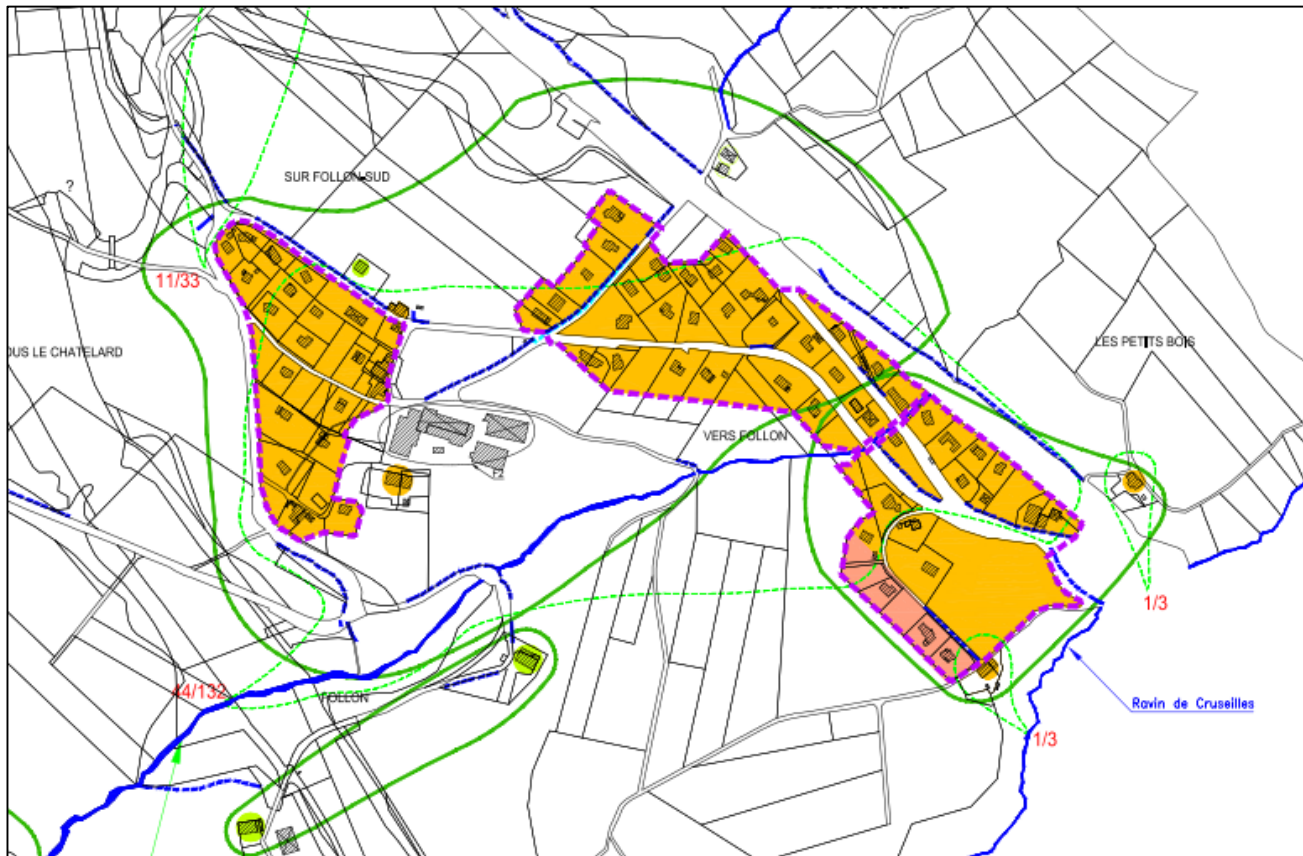 SUR FOLLON-SUD
?
11/33
OUS LE CHATELARD
LES PETITS BOIS
VERS FOLLON
1/3
44/132
FOLLON
Ravin de Cruseilles
1/3